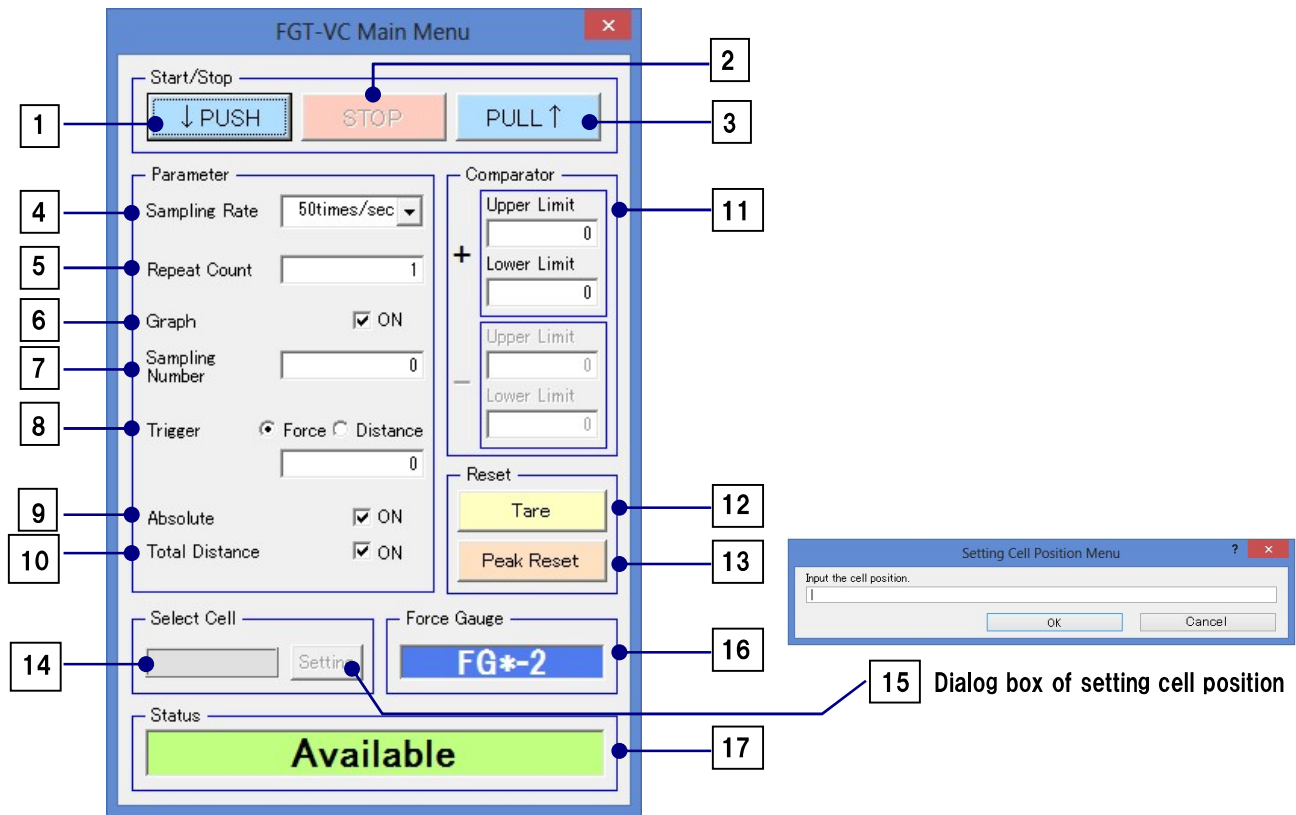 FGT-VC Main Menu
Start/Stop
↓PUSH
STOP
PULL↑
1
2
3
Parameter
4
Sampling Rate
50times/sec
5
Repeat Count
1
6
Graph
ON
7
Sampling
Number
0
8
Trigger
Force
Distance
0
9
Absolute
ON
10
Total Distance
ON
Comparator
+
Upper Limit
0
Lower Limit
0
−
Upper Limit
0
Lower Limit
0
11
Reset
Tare
12
Peak Reset
13
Select Cell
14
Setting
Force Gauge
FG*-2
16
Status
Available
17
Setting Cell Position Menu
?
Input the cell position.
OK
Cancel
15 Dialog box of setting cell position